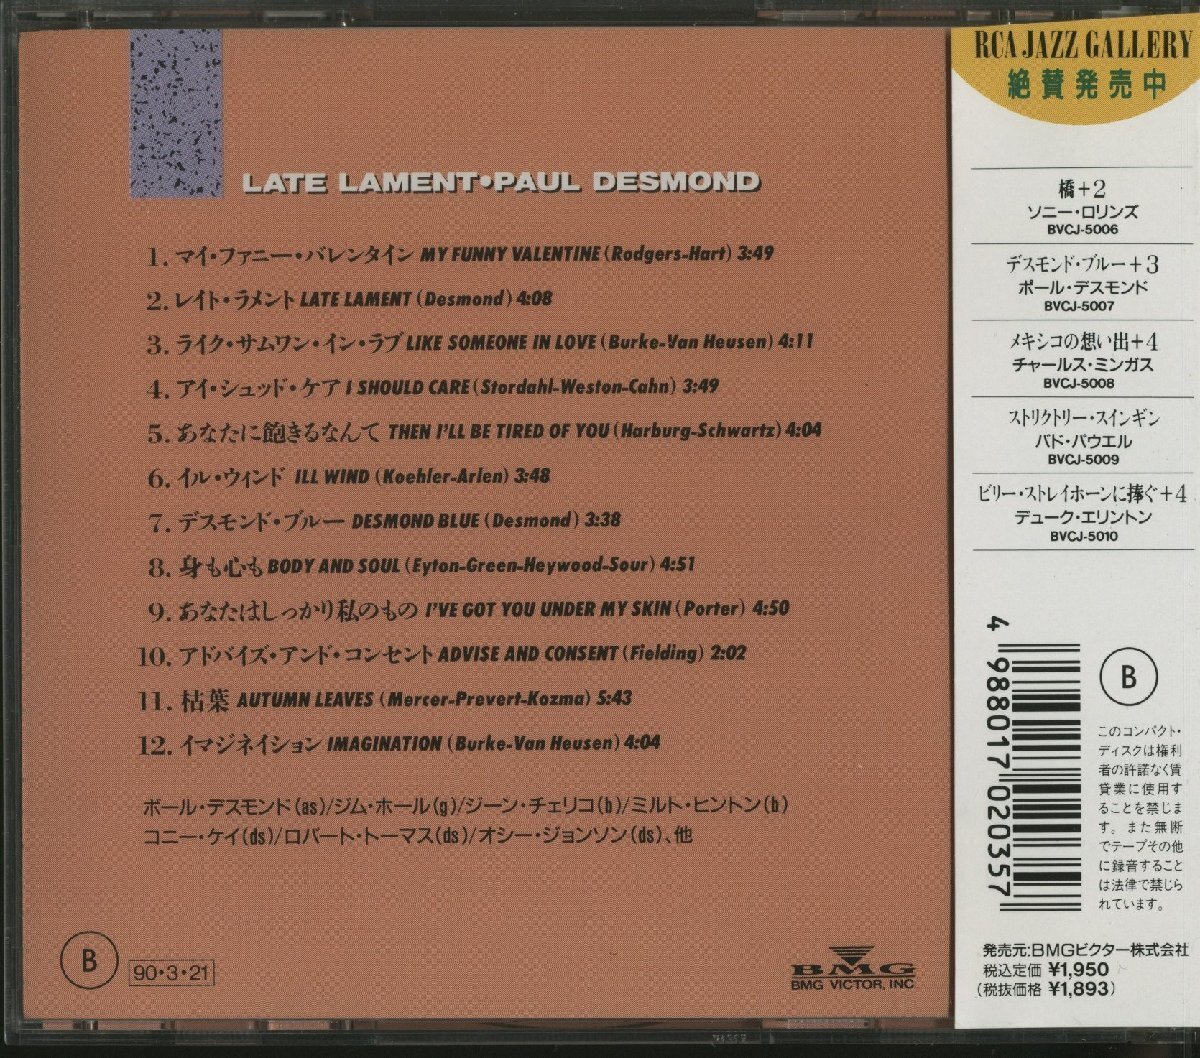 LATE LAMENT•PAUL DESMOND
1. マイ・ファニー・バレンタイン MY FUNNY VALENTINE (Rodgers-Hart) 3:49
2. レイト・ラメント LATE LAMENT (Desmond) 4:08
3. ライク・サムワン・イン・ラブ LIKE SOMEONE IN LOVE (Burke-Van Heusen) 4:11
4. アイ・シュッド・ケア I SHOULD CARE (Stordahl-Weston-Cahn) 3:49
5. あなたに飽きるなんて THEN I'LL BE TIRED OF YOU (Harburg-Schwartz) 4:04
6. イル・ウィンド ILL WIND (Koehler-Arlen) 3:48
7. デスモンド・ブルー DESMOND BLUE (Desmond) 3:38
8. 身も心も BODY AND SOUL (Eyton-Green-Heywood-Sour) 4:51
9. あなたはしっかり私のもの I'VE GOT YOU UNDER MY SKIN (Porter) 4:50
10. アドバイズ・アンド・コンセント ADVISE AND CONSENT (Fielding) 2:02
11. 枯葉 AUTUMN LEAVES (Mercer-Prevert-Kozma) 5:43
12. イマジネイション IMAGINATION (Burke-Van Heusen) 4:04
ポール・デスモンド(as)/ジム・ホール(g)/ジーン・チェリコ(b)/ミルト・ヒントン(b)
コニー・ケイ(ds)/ロバート・トーマス(ds)/オシー・ジョンソン(ds)、他
B
90・3・21
BMG
BMG VICTOR, INC
RCA JAZZ GALLERY
絶賛発売中
橋+2
ソニー・ロリンズ
BVCJ-5006
デスモンド・ブルー+3
ポール・デスモンド
BVCJ-5007
メキシコの想い出+4
チャールス・ミンガス
BVCJ-5008
ストリクトリー・スインギン
バド・パウエル
BVCJ-5009
ビリー・ストレイホーンに捧ぐ+4
デューク・エリントン
BVCJ-5010
4 988017 020357
B
このコンパクト・
ディスクは権利
者の許諾なく賃
貸業に使用す
ることを禁じま
す。また無断
でテープその他
に録音すること
は法律で禁じら
れています。
発売元:BMGビクター株式会社
税込定価 ¥1,950
(税抜価格 ¥1,893)